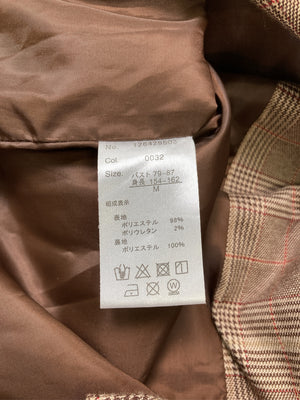 No. 126425503
Col. 0032
Size. バスト 79-87
身長 154-162
M
組成表示
表地
ポリエステル 98%
ポリウレタン 2%
裏地
ポリエステル 100%